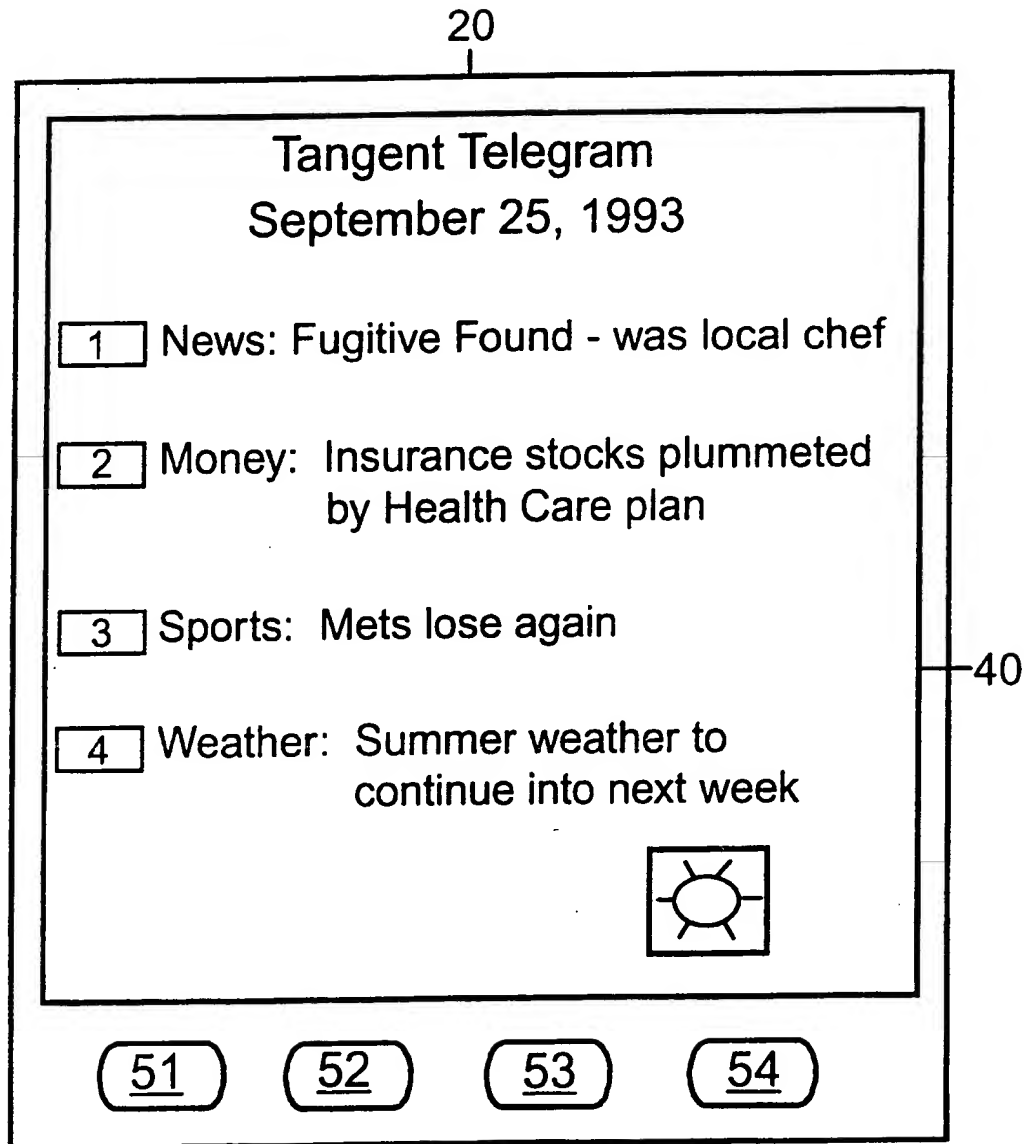 20
Tangent Telegram
September 25, 1993
1 News: Fugitive Found - was local chef
2 Money: Insurance stocks plummeted
by Health Care plan
3 Sports: Mets lose again
40
4 Weather: Summer weather to
continue into next week
51 52 53 54